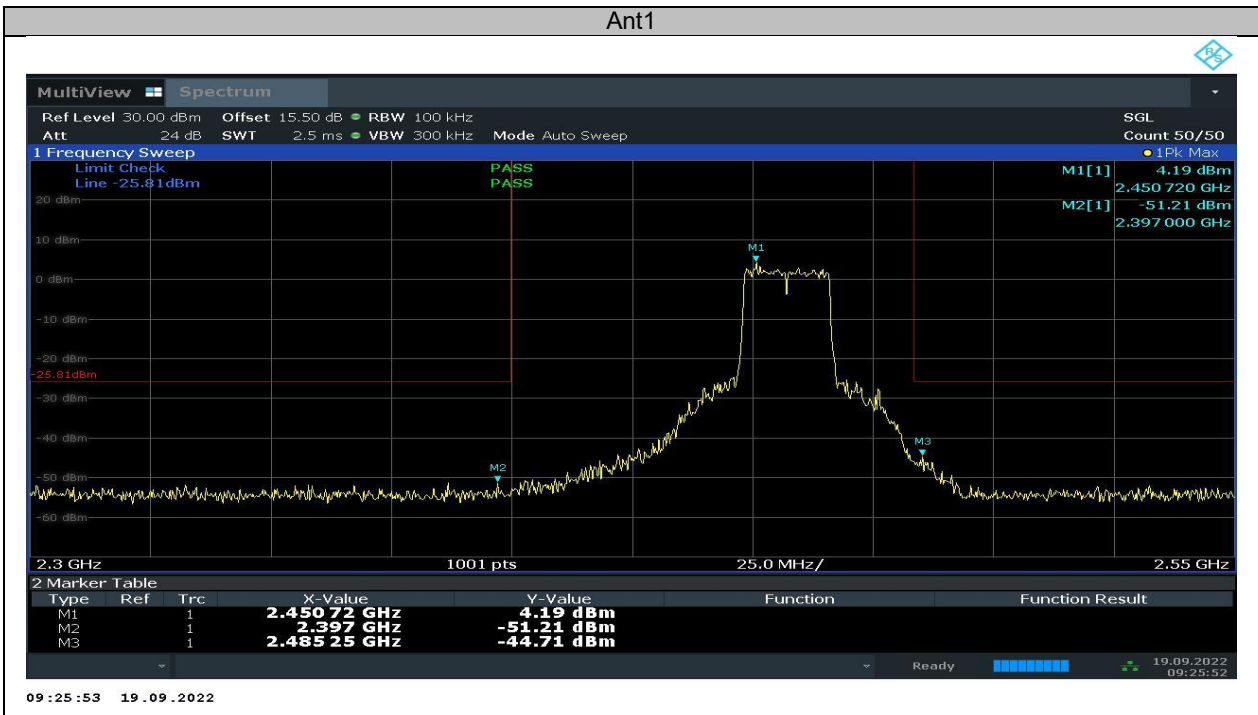 Ant1
R&S
MultiView Spectrum
Ref Level 30.00 dBm Offset 15.50 dB RBW 100 kHz SGL
Att 24 dB SWT 2.5 ms VBW 300 kHz Mode Auto Sweep Count 50/50
1 Frequency Sweep 1Pk Max
Limit Check PASS M1[1] 4.19 dBm
Line -25.81dBm PASS 2.450 720 GHz
20 dBm M2[1] -51.21 dBm
2.397 000 GHz
10 dBm
M1
0 dBm
-10 dBm
-20 dBm
-25.81dBm
-30 dBm
-40 dBm
M3
M2
-50 dBm
-60 dBm
2.3 GHz 1001 pts 25.0 MHz/ 2.55 GHz
2 Marker Table
Type Ref Trc X-Value Y-Value Function Function Result
M1 1 2.450 72 GHz 4.19 dBm
M2 1 2.397 GHz -51.21 dBm
M3 1 2.485 25 GHz -44.71 dBm
Ready 19.09.2022
09:25:52
09:25:53 19.09.2022